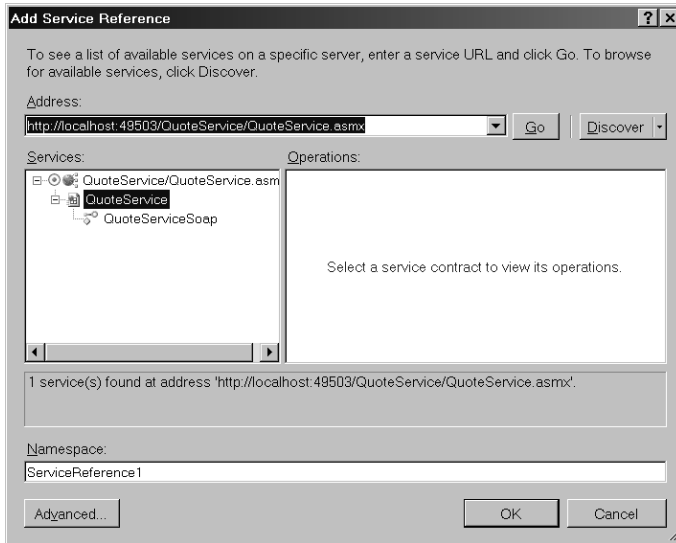 Add Service Reference
To see a list of available services on a specific server, enter a service URL and click Go. To browse
for available services, click Discover.
Address:
http://localhost:49503/QuoteService/QuoteService.asmx
Go
Discover
Services:
Operations:
QuoteService/QuoteService.asm
QuoteService
QuoteServiceSoap
Select a service contract to view its operations.
1 service(s) found at address 'http://localhost:49503/QuoteService/QuoteService.asmx'.
Namespace:
ServiceReference1
Advanced...
OK
Cancel